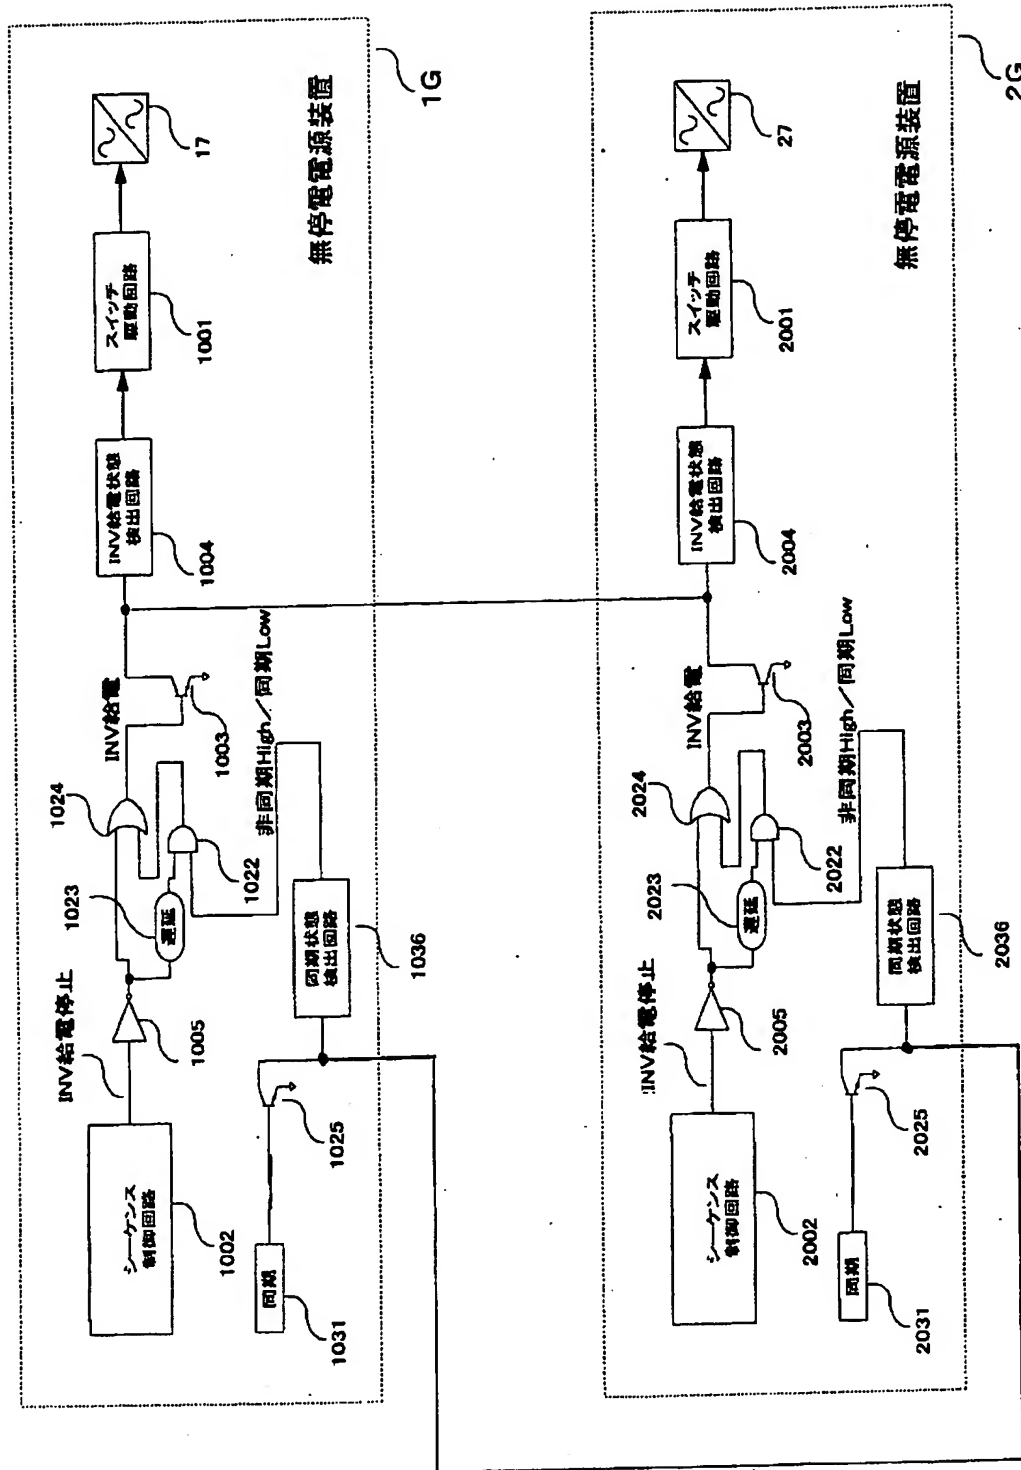 シーケンス
制御回路
1002
INV給電停止
1005
遅延
1023
1024
1022
INV給電
1003
非同期High／同期Low
INV給電状態
検出回路
1004
スイッチ
駆動回路
1001
17
同期
1031
1025
同期状態
検出回路
1036
無停電電源装置
1G
シーケンス
制御回路
2002
INV給電停止
2005
遅延
2023
2024
2022
INV給電
2003
非同期High／同期Low
INV給電状態
検出回路
2004
スイッチ
駆動回路
2001
27
同期
2031
2025
同期状態
検出回路
2036
無停電電源装置
2G